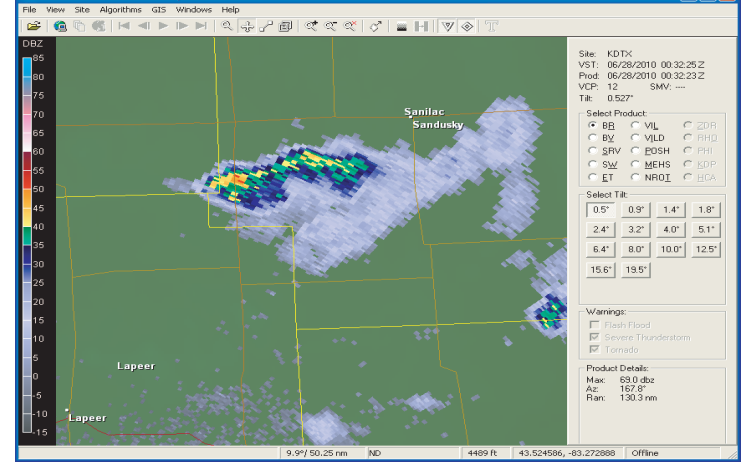 File View Site Algorithms GIS Windows Help
DBZ
85
80
75
70
65
60
55
50
45
40
35
30
25
20
15
10
5
0
-5
-10
-15
Sanilac
Sandusky
Lapeer
Lapeer
Site: KDTX
VST: 06/28/2010 00:32:25 Z
Prod: 06/28/2010 00:32:23 Z
VCP: 12 SMV: ----
Tilt: 0.527°
Select Product:
BR VIL ZDR
BV VILD RHO
SRV POSH PHI
SW MEHS KDP
ET NROT HCA
Select Tilt:
0.5° 0.9° 1.4° 1.8°
2.4° 3.2° 4.0° 5.1°
6.4° 8.0° 10.0° 12.5°
15.6° 19.5°
Warnings:
Flash Flood
Severe Thunderstorm
Tornado
Product Details:
Max: 69.0 dbz
Az: 167.8°
Ran: 130.3 nm
9.9°/ 50.25 nm ND 4489 ft 43.524586, -83.272888 Offline